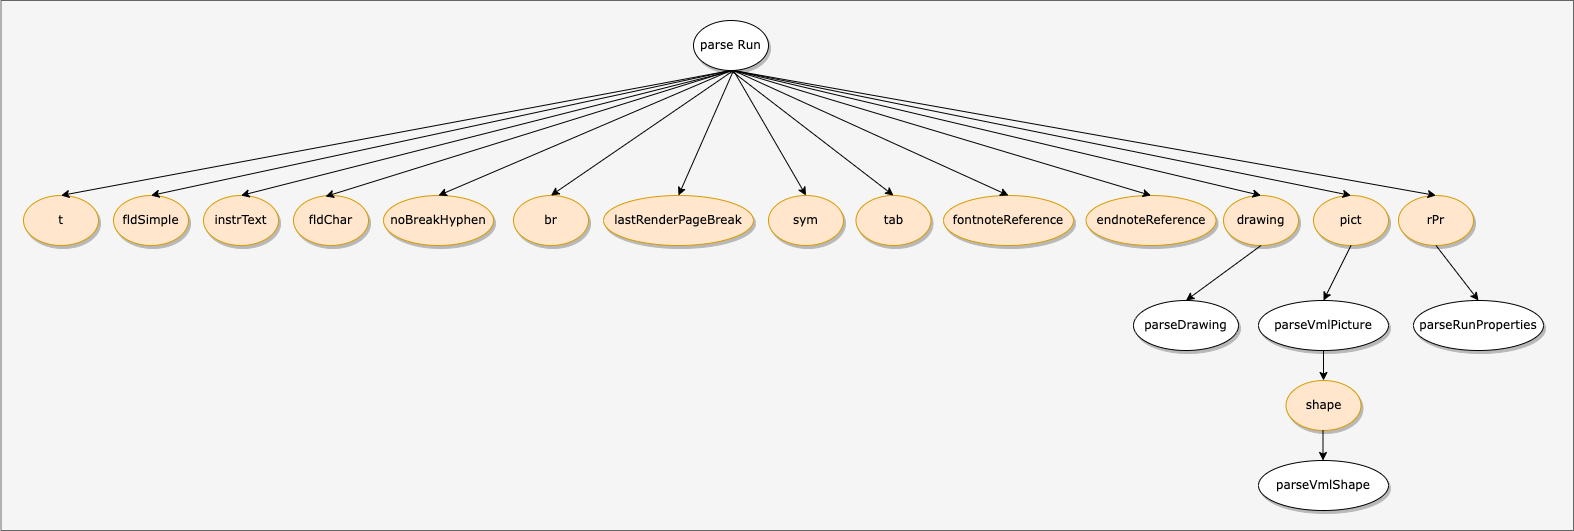 parse Run
t
fldSimple
instrText
fldChar
noBreakHyphen
br
lastRenderPageBreak
sym
tab
fontnoteReference
endnoteReference
drawing
pict
rPr
parseDrawing
parseVmlPicture
parseRunProperties
shape
parseVmlShape